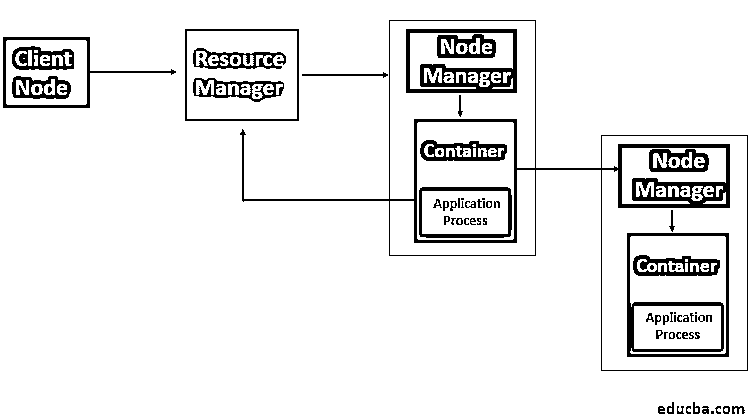 Client
Node
Resource
Manager
Node
Manager
Container
Application
Process
Node
Manager
Container
Application
Process
educba.com